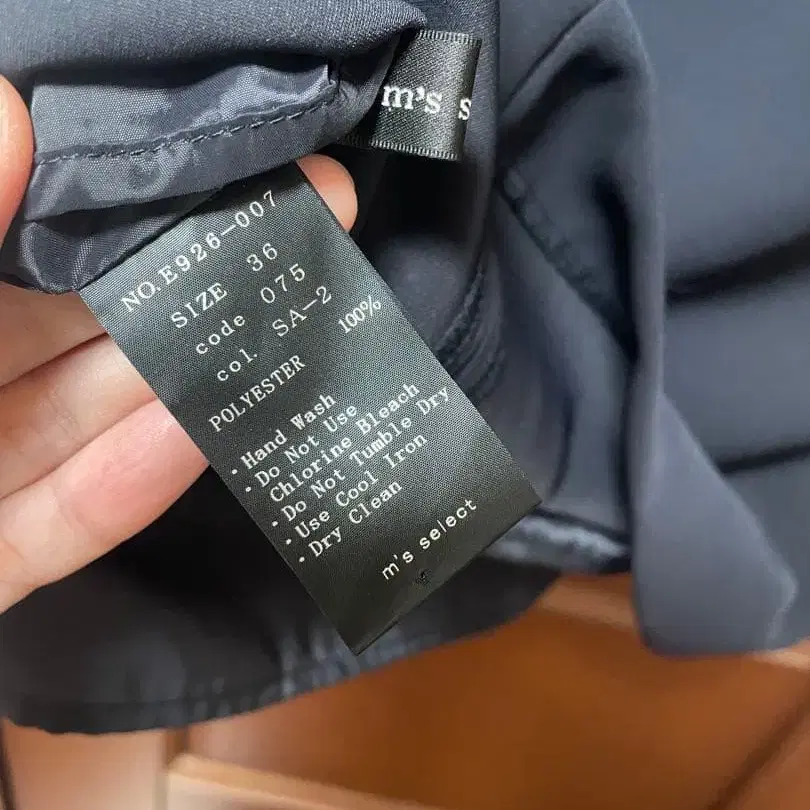 m's s
NO.E926-007
SIZE 36
code 075
col. SA-2
100%
POLYESTER
・Hand Wash
・Do Not Use
Chlorine Bleach
・Do Not Tumble Dry
・Use Cool Iron
・Dry Clean
m's select